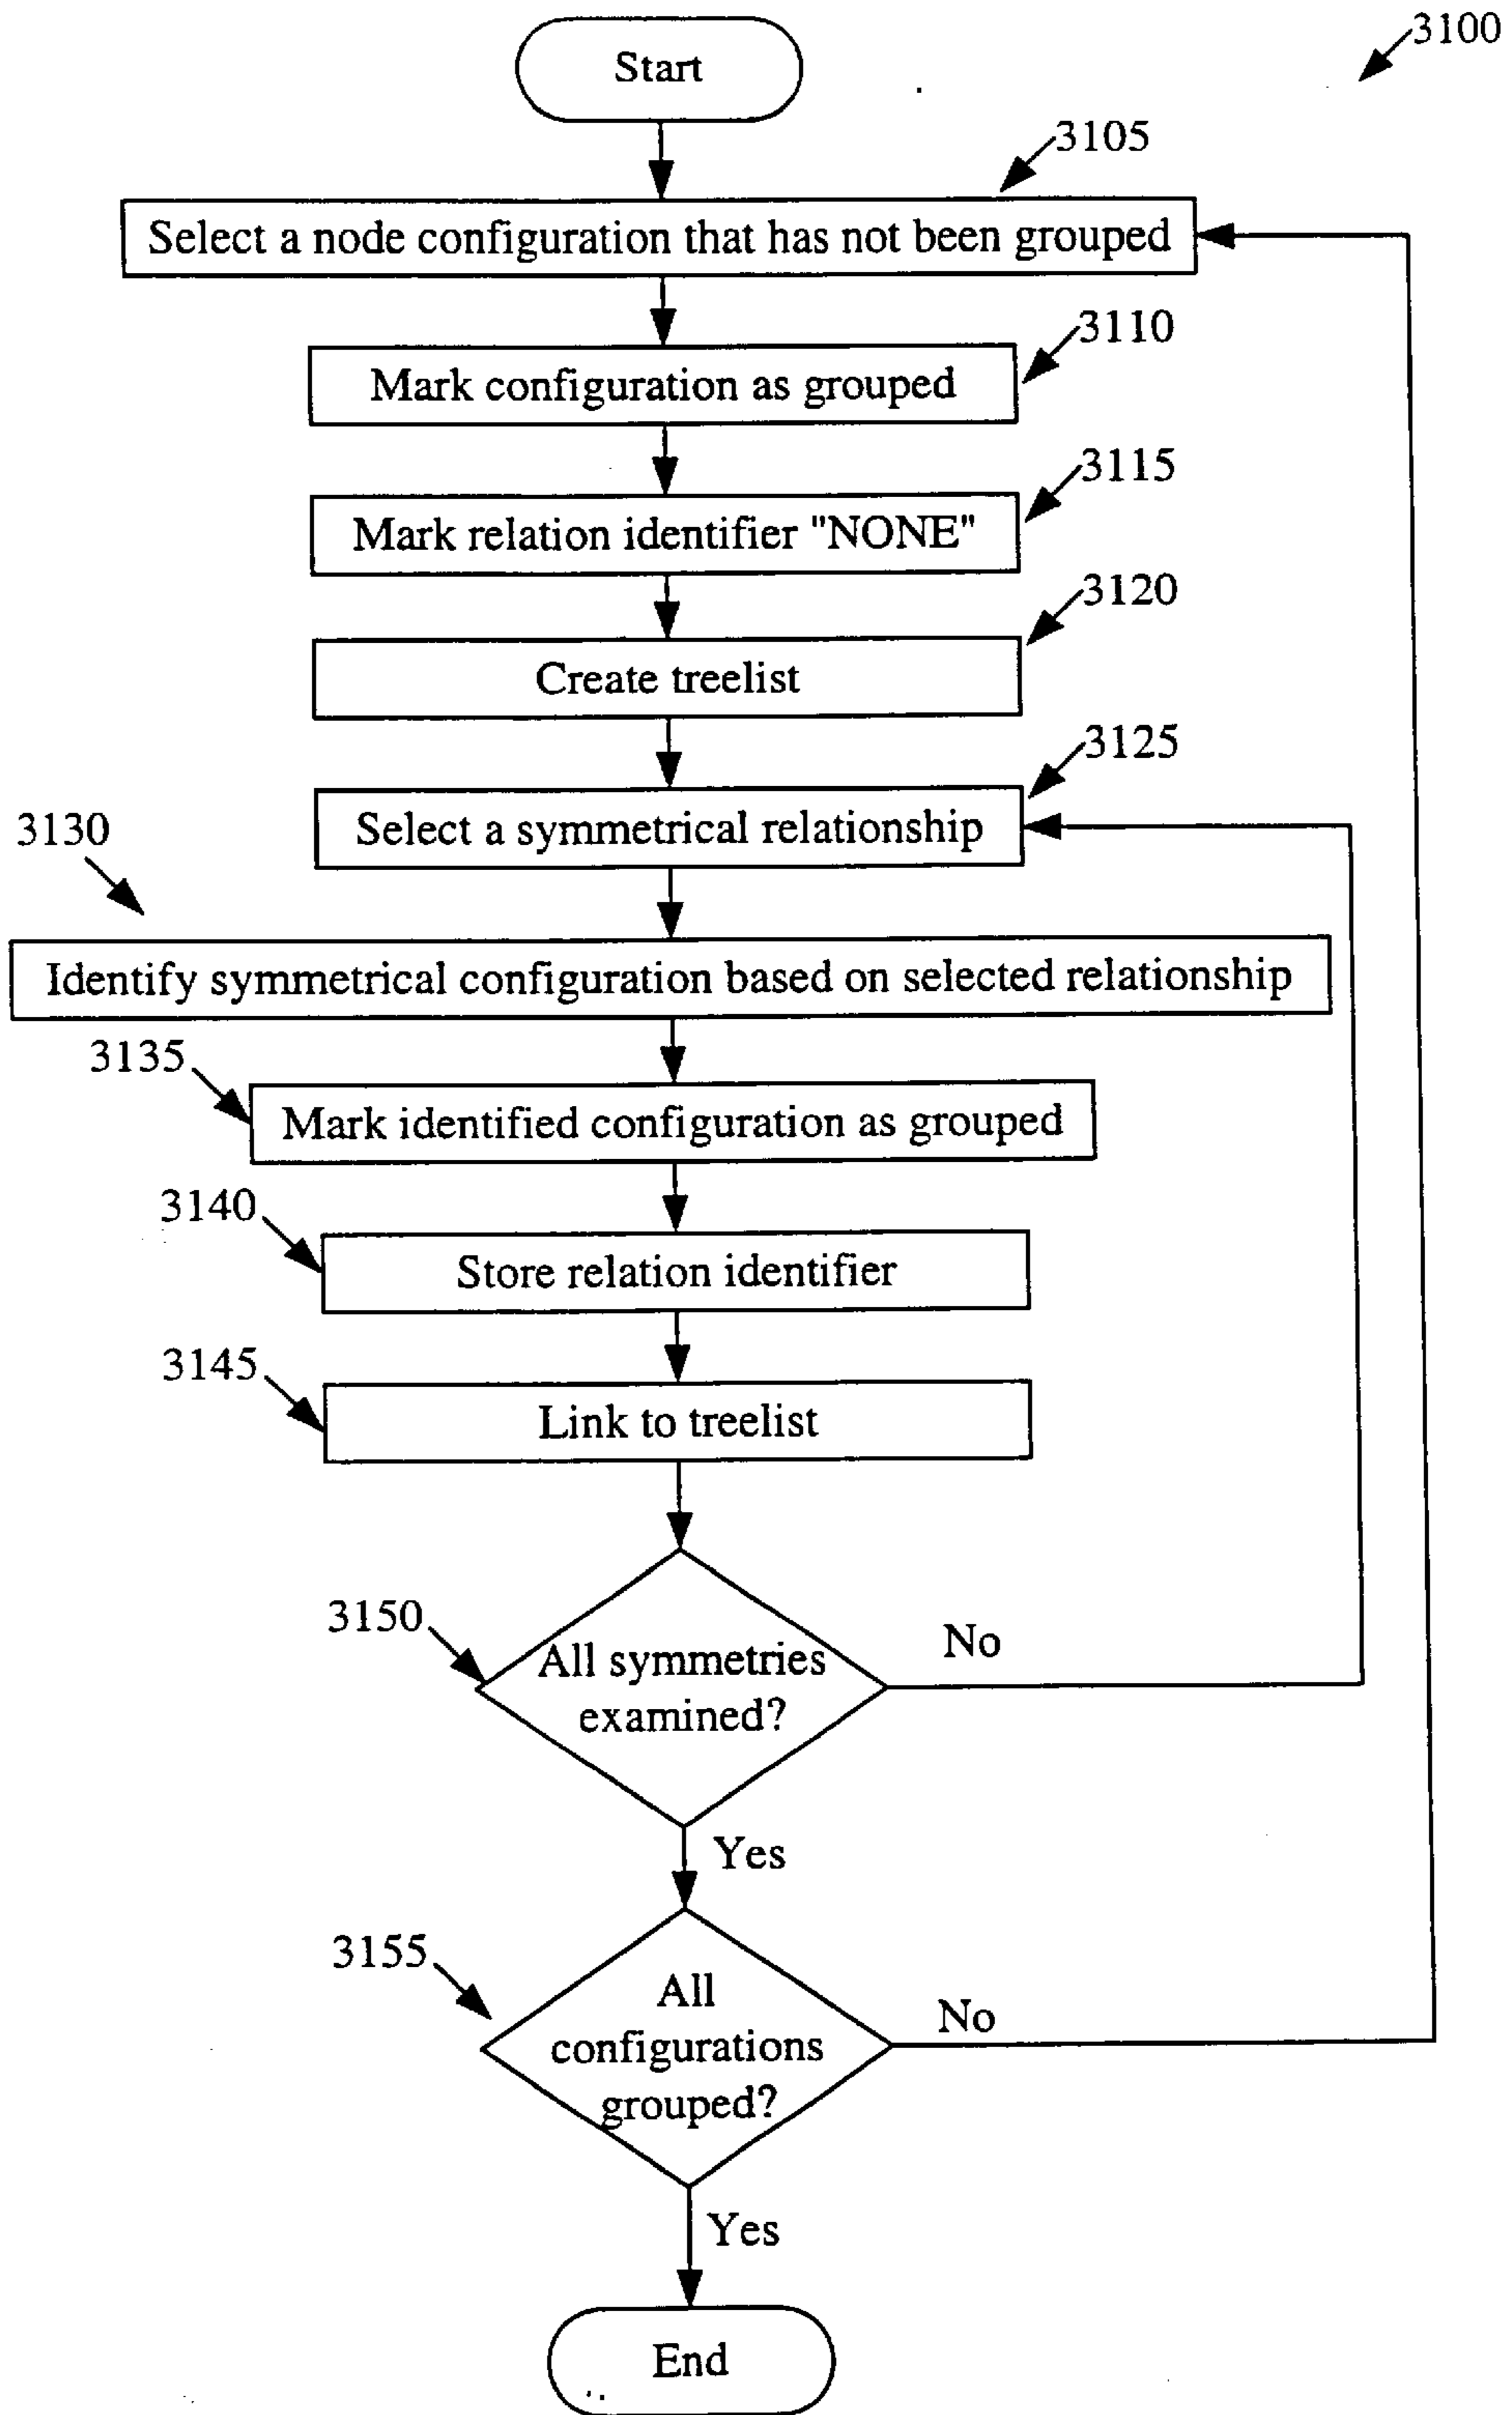 3100
Start
3105
Select a node configuration that has not been grouped
3110
Mark configuration as grouped
3115
Mark relation identifier "NONE"
3120
Create treelist
3125
Select a symmetrical relationship
3130
Identify symmetrical configuration based on selected relationship
3135
Mark identified configuration as grouped
3140
Store relation identifier
3145
Link to treelist
3150
All symmetries
examined?
No
Yes
3155
All
configurations
grouped?
No
Yes
End